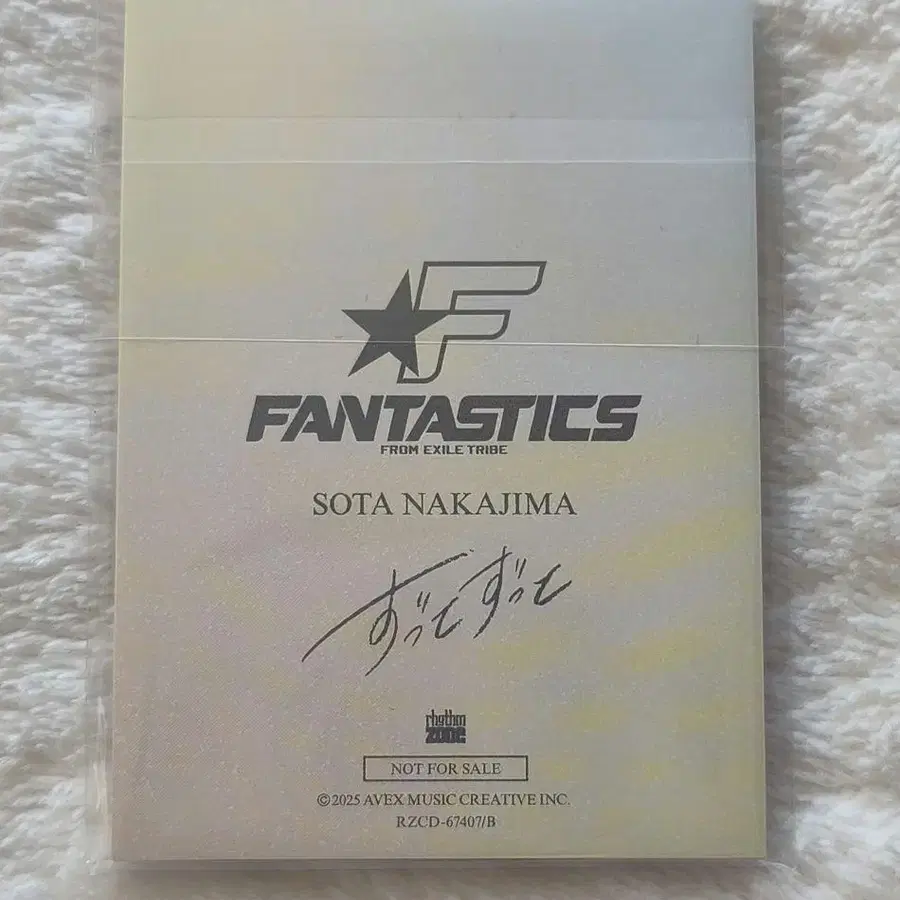 F
FANTASTICS
FROM EXILE TRIBE
SOTA NAKAJIMA
ずっとずっと
rhythm
zone
NOT FOR SALE
©2025 AVEX MUSIC CREATIVE INC.
RZCD-67407/B